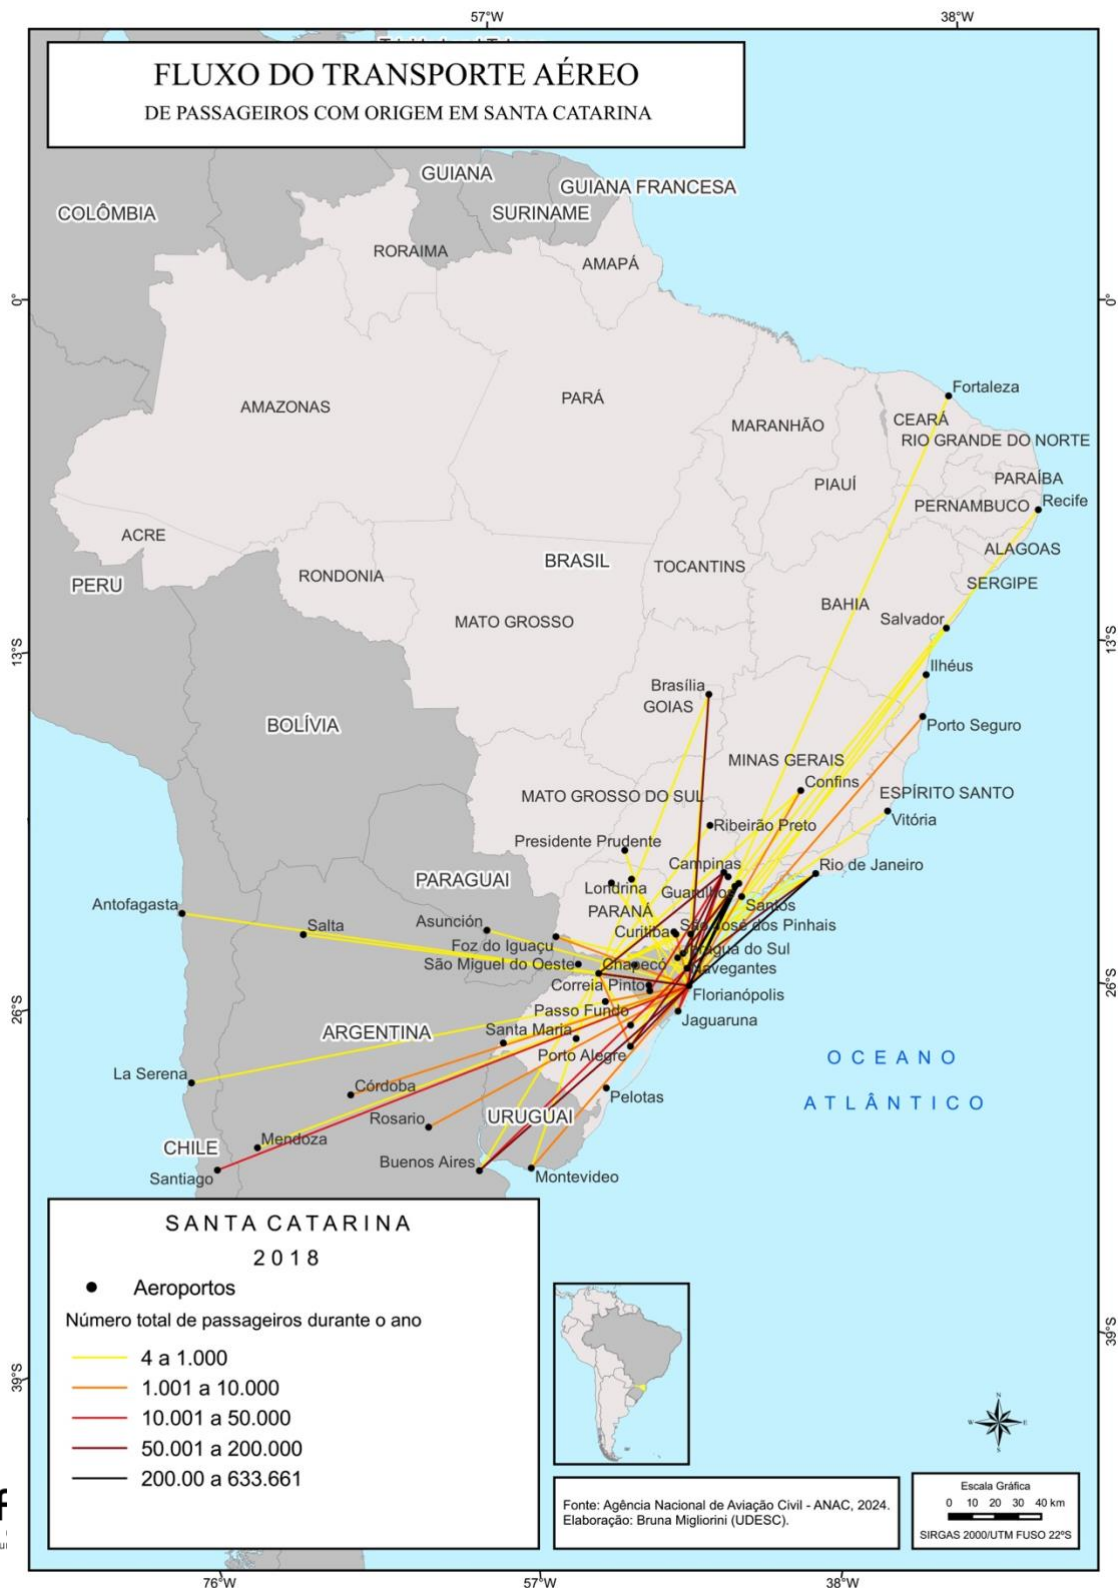 57°W
38°W
FLUXO DO TRANSPORTE AÉREO
DE PASSAGEIROS COM ORIGEM EM SANTA CATARINA
GUIANA
GUIANA FRANCESA
COLÔMBIA
SURINAME
RORAIMA
AMAPÁ
0°
0°
Fortaleza
AMAZONAS
PARÁ
CEARÁ
MARANHÃO
RIO GRANDE DO NORTE
PARAÍBA
PIAUÍ
PERNAMBUCO
Recife
ACRE
ALAGOAS
BRASIL
TOCANTINS
PERU
RONDONIA
SERGIPE
BAHIA
MATO GROSSO
Salvador
13°S
13°S
Ilhéus
Brasília
GOIAS
BOLÍVIA
Porto Seguro
MINAS GERAIS
Confins
MATO GROSSO DO SUL
ESPÍRITO SANTO
Vitória
Ribeirão Preto
Presidente Prudente
Campinas
Rio de Janeiro
PARAGUAI
Londrina
Guarulhos
Antofagasta
Santos
PARANÁ
Salta
Asunción
Curitiba
São José dos Pinhais
Foz do Iguaçu
São Miguel do Oeste
Chapecó
Navegantes
26°S
Correia Pinto
Florianópolis
26°S
Passo Fundo
Jaguaruna
ARGENTINA
Santa Maria
Porto Alegre
OCEANO
La Serena
Córdoba
Pelotas
ATLÂNTICO
Rosario
URUGUAI
CHILE
Mendoza
Buenos Aires
Santiago
Montevideo
SANTA CATARINA
2018
Aeroportos
Número total de passageiros durante o ano
4 a 1.000
1.001 a 10.000
10.001 a 50.000
50.001 a 200.000
200.00 a 633.661
39°S
39°S
N
W
E
S
Fonte: Agência Nacional de Aviação Civil - ANAC, 2024.
Elaboração: Bruna Migliorini (UDESC).
Escala Gráfica
0 10 20 30 40 km
SIRGAS 2000/UTM FUSO 22ºS
76°W
57°W
38°W